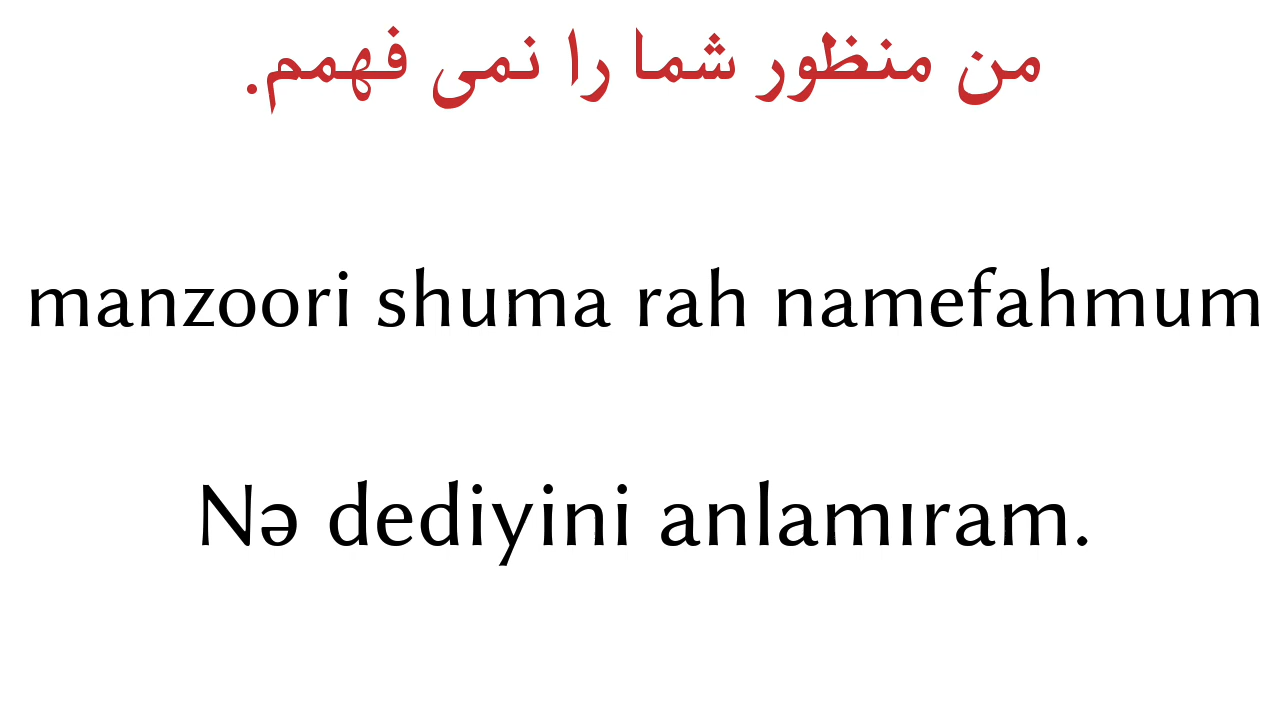 من منظور شما را نمی فهمم.
manzoori shuma rah namefahmum
Nə dediyini anlamıram.